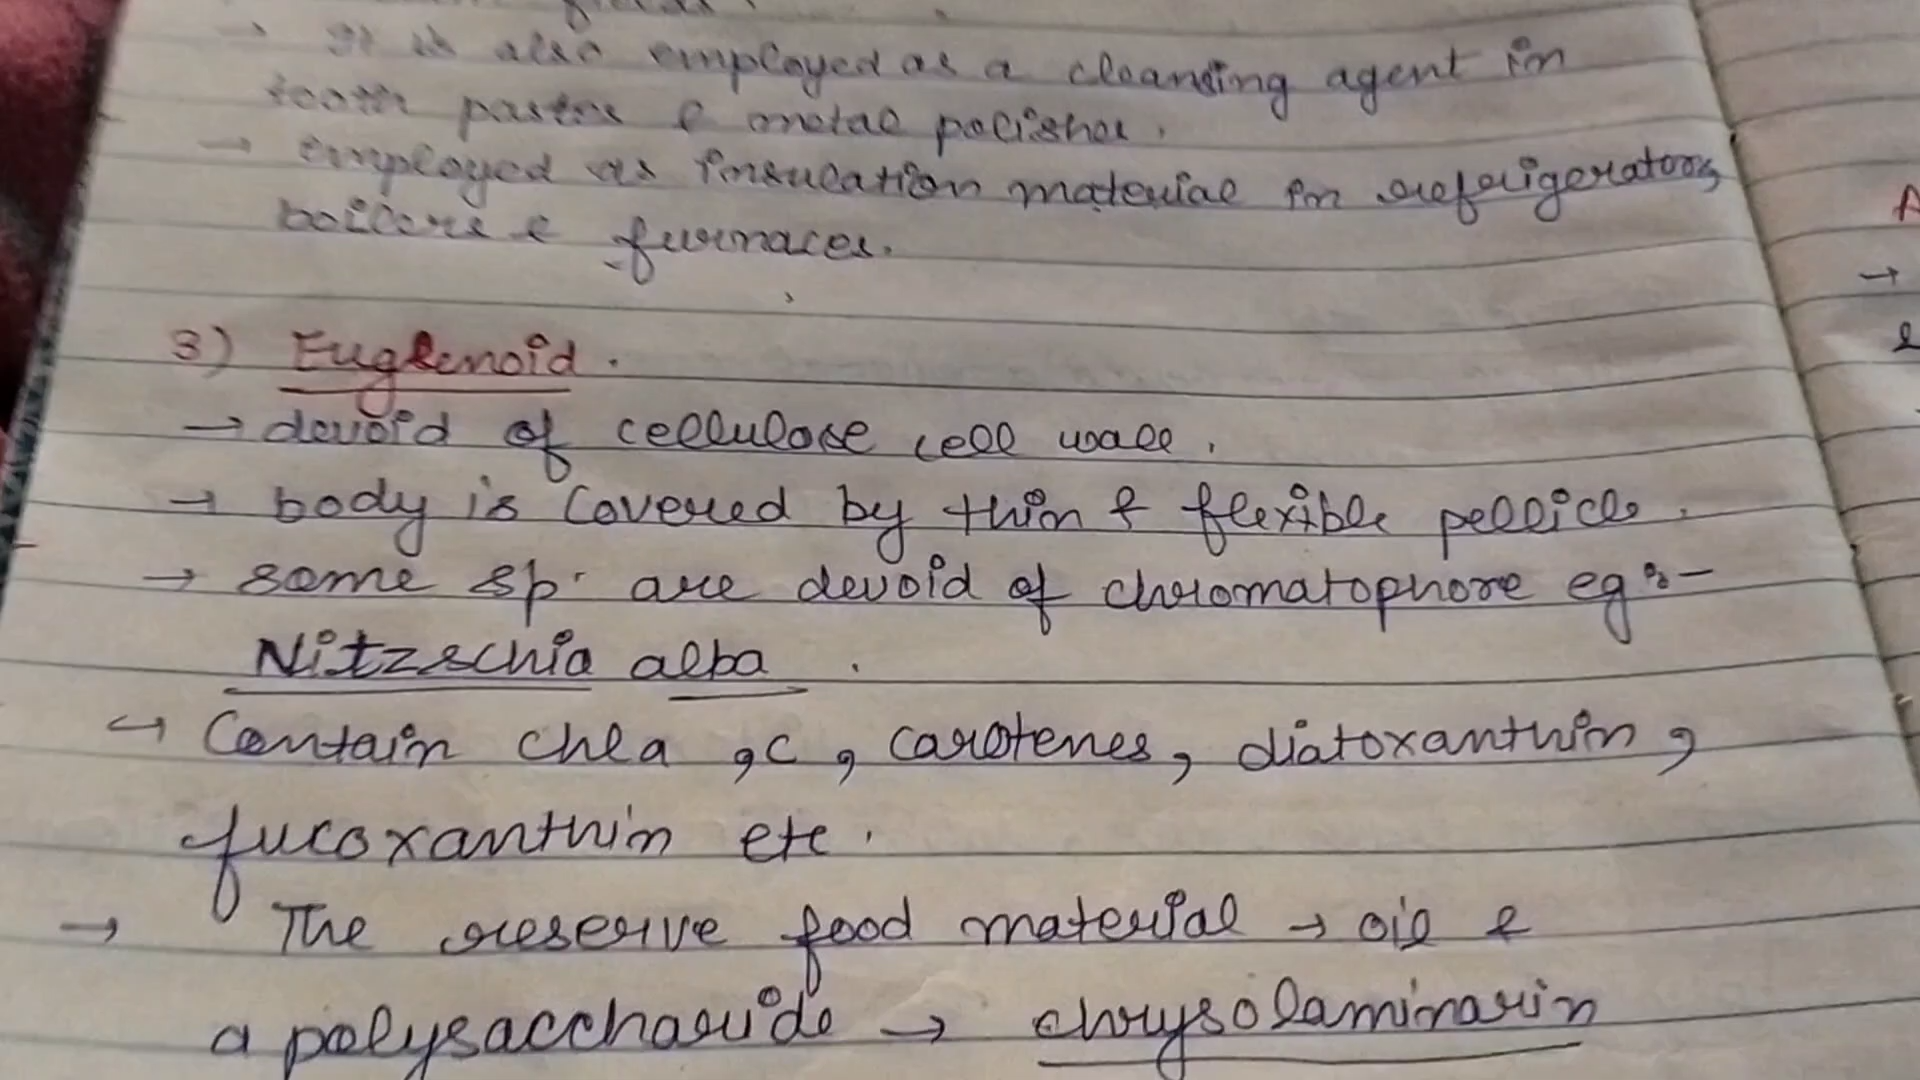 → It is also employed as a cleansing agent in
tooth pastes & metal polishes.
→ employed as insulation material in refrigerators
boilers & furnaces.
3) Euglenoid.
→ devoid of cellulose cell wall.
→ body is covered by thin & flexible pellicle.
→ some sp. are devoid of chromatophore eg:-
Nitzschia alba.
→ Contain chl a, c, carotenes, diatoxanthin,
fucoxanthin etc.
→ The reserve food material → oil &
a polysaccharide → chrysolaminarin
A
→
&